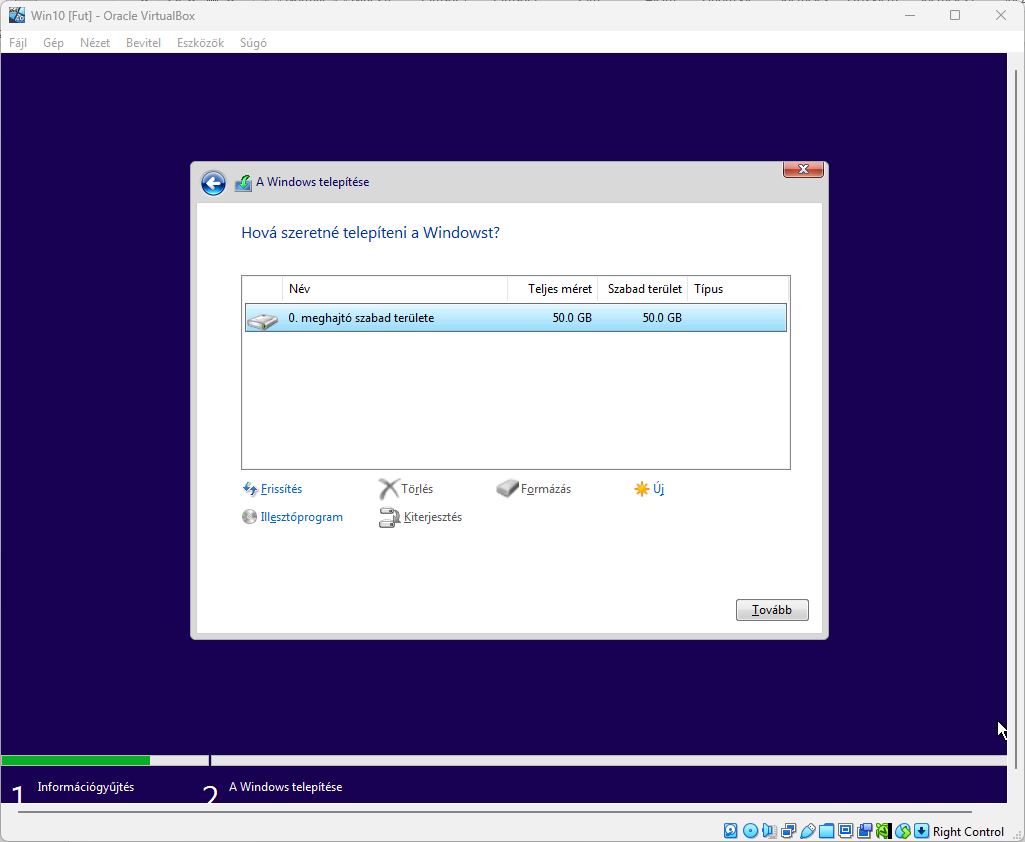 Win10 [Fut] - Oracle VirtualBox
Fájl Gép Nézet Bevitel Eszközök Súgó
A Windows telepítése
Hová szeretné telepíteni a Windowst?
Név Teljes méret Szabad terület Típus
0. meghajtó szabad területe 50.0 GB 50.0 GB
Frissítés Törlés Formázás Új
Illesztőprogram Kiterjesztés
Tovább
1 Információgyűjtés 2 A Windows telepítése
Right Control